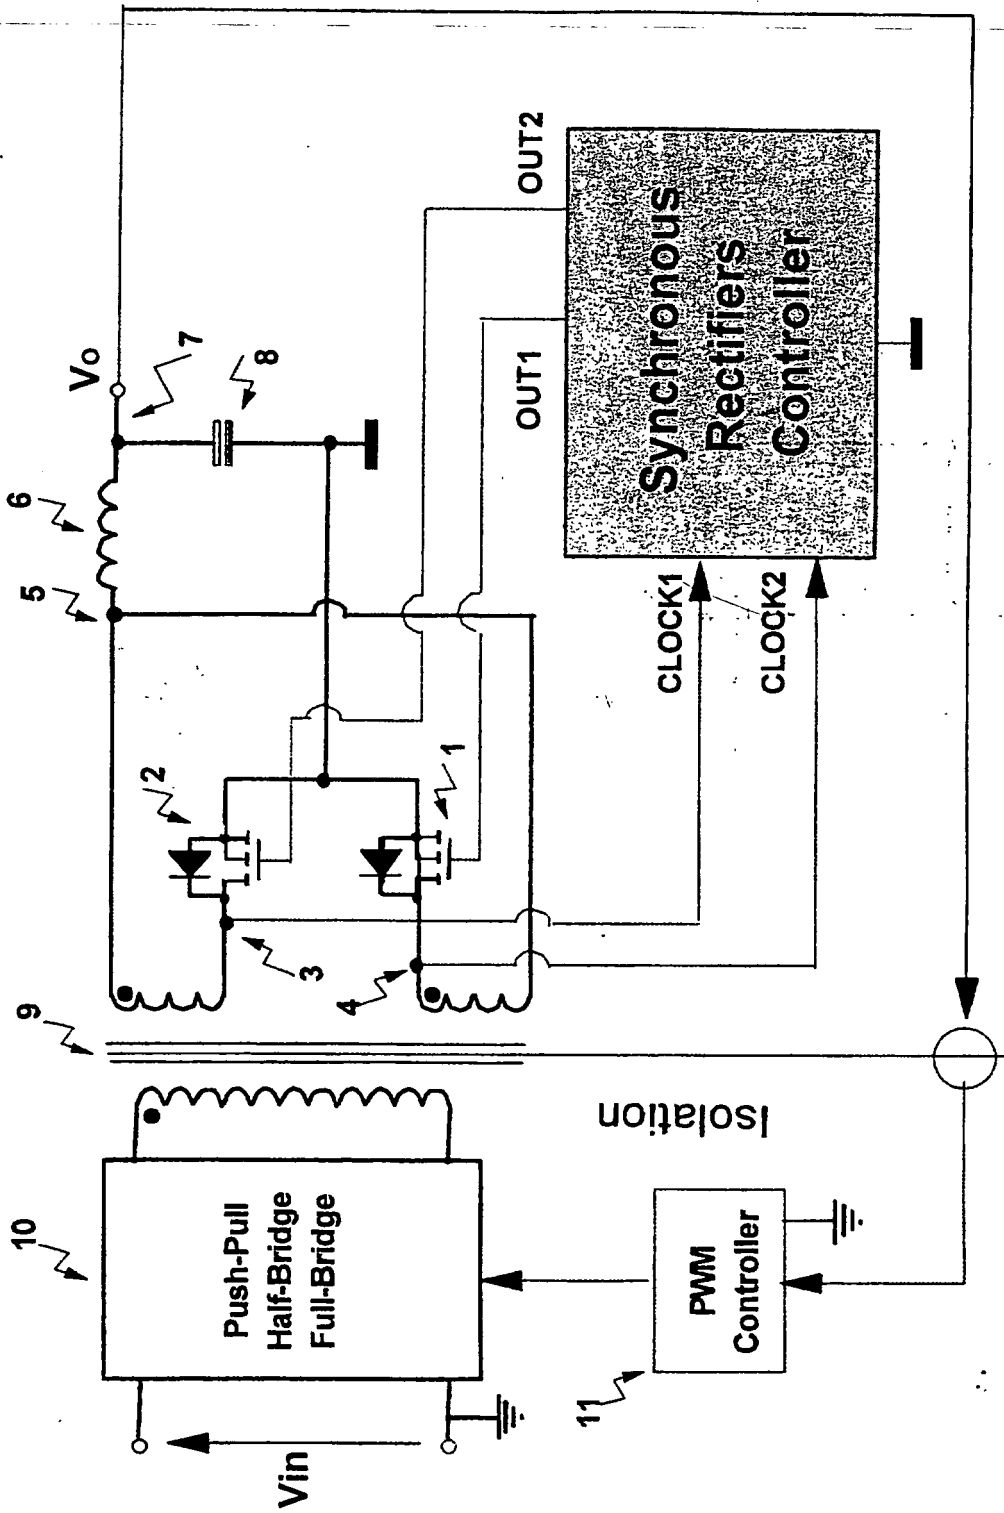 10
9
5
6
Vo
7
8
2
3
4
1
Push-Pull
Half-Bridge
Full-Bridge
Vin
Isolation
11
PWM
Controller
CLOCK1
CLOCK2
OUT1
OUT2
Synchronous
Rectifiers
Controller